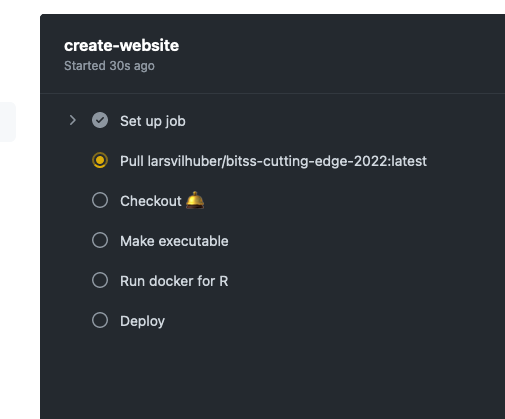 create-website
Started 30s ago
Set up job
Pull larsvilhuber/bitss-cutting-edge-2022:latest
Checkout 🛎️
Make executable
Run docker for R
Deploy